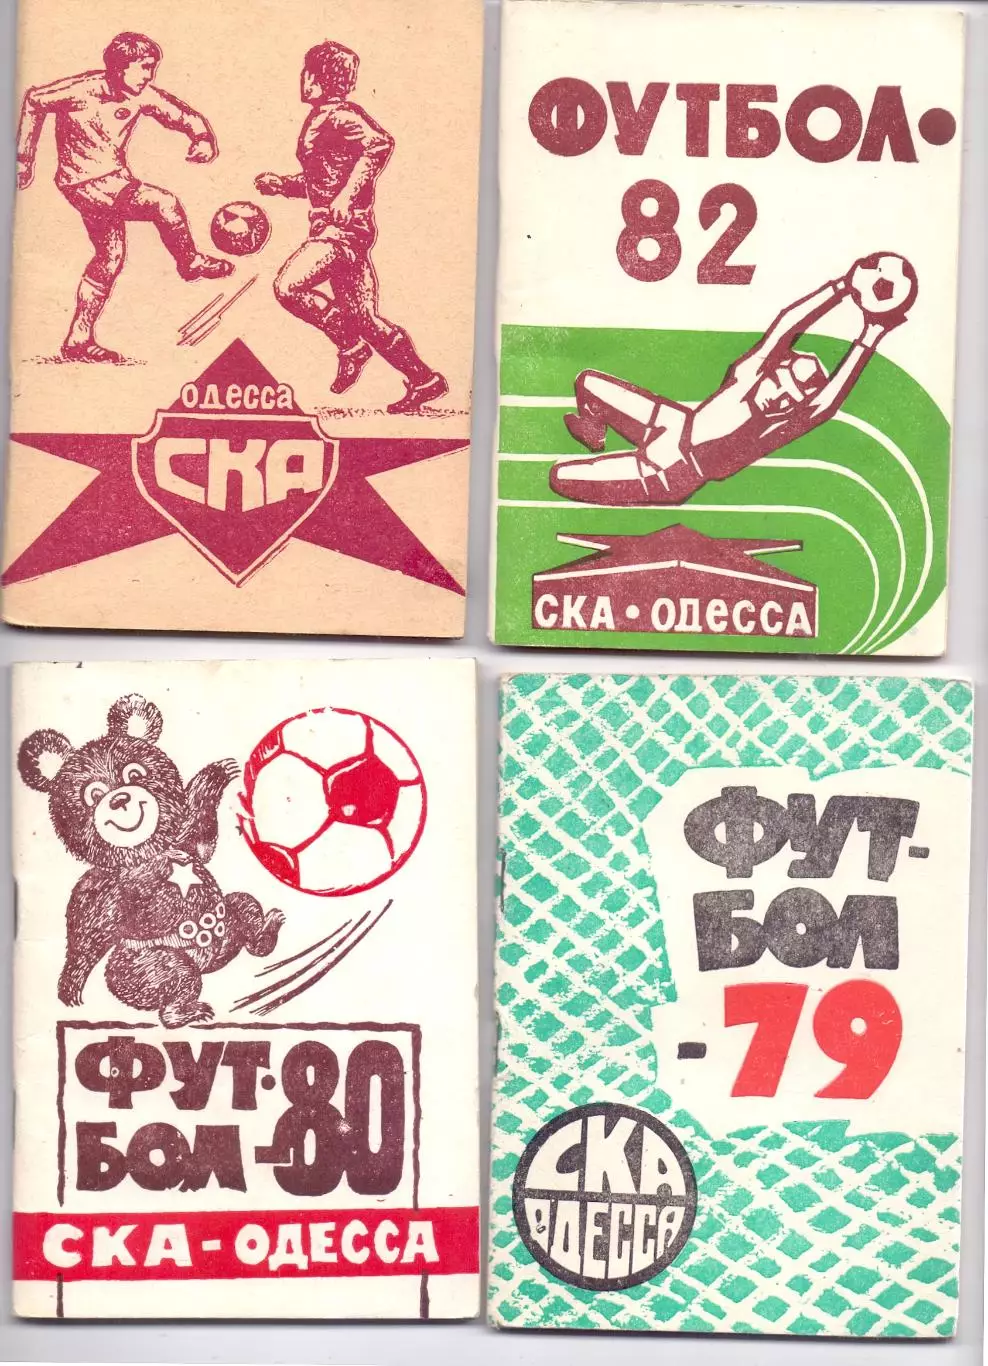 ОДЕССА
СКА
ФУТБОЛ •
82
СКА • ОДЕССА
ФУТ-
БОЛ-80
СКА-ОДЕССА
ФУТ-
БОЛ
-79
СКА
ОДЕССА